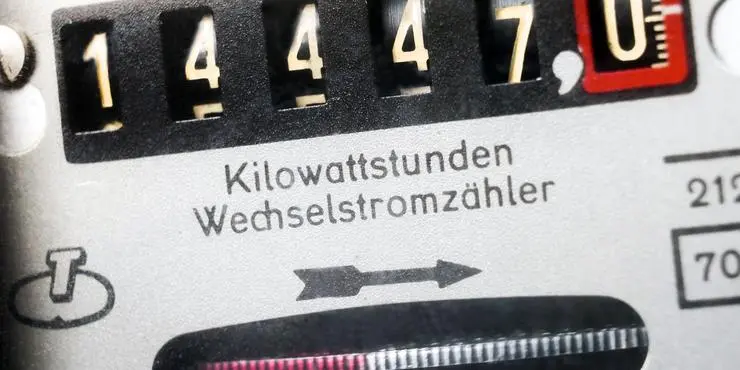 14447,0
Kilowattstunden
Wechselstromzähler
212
70
T